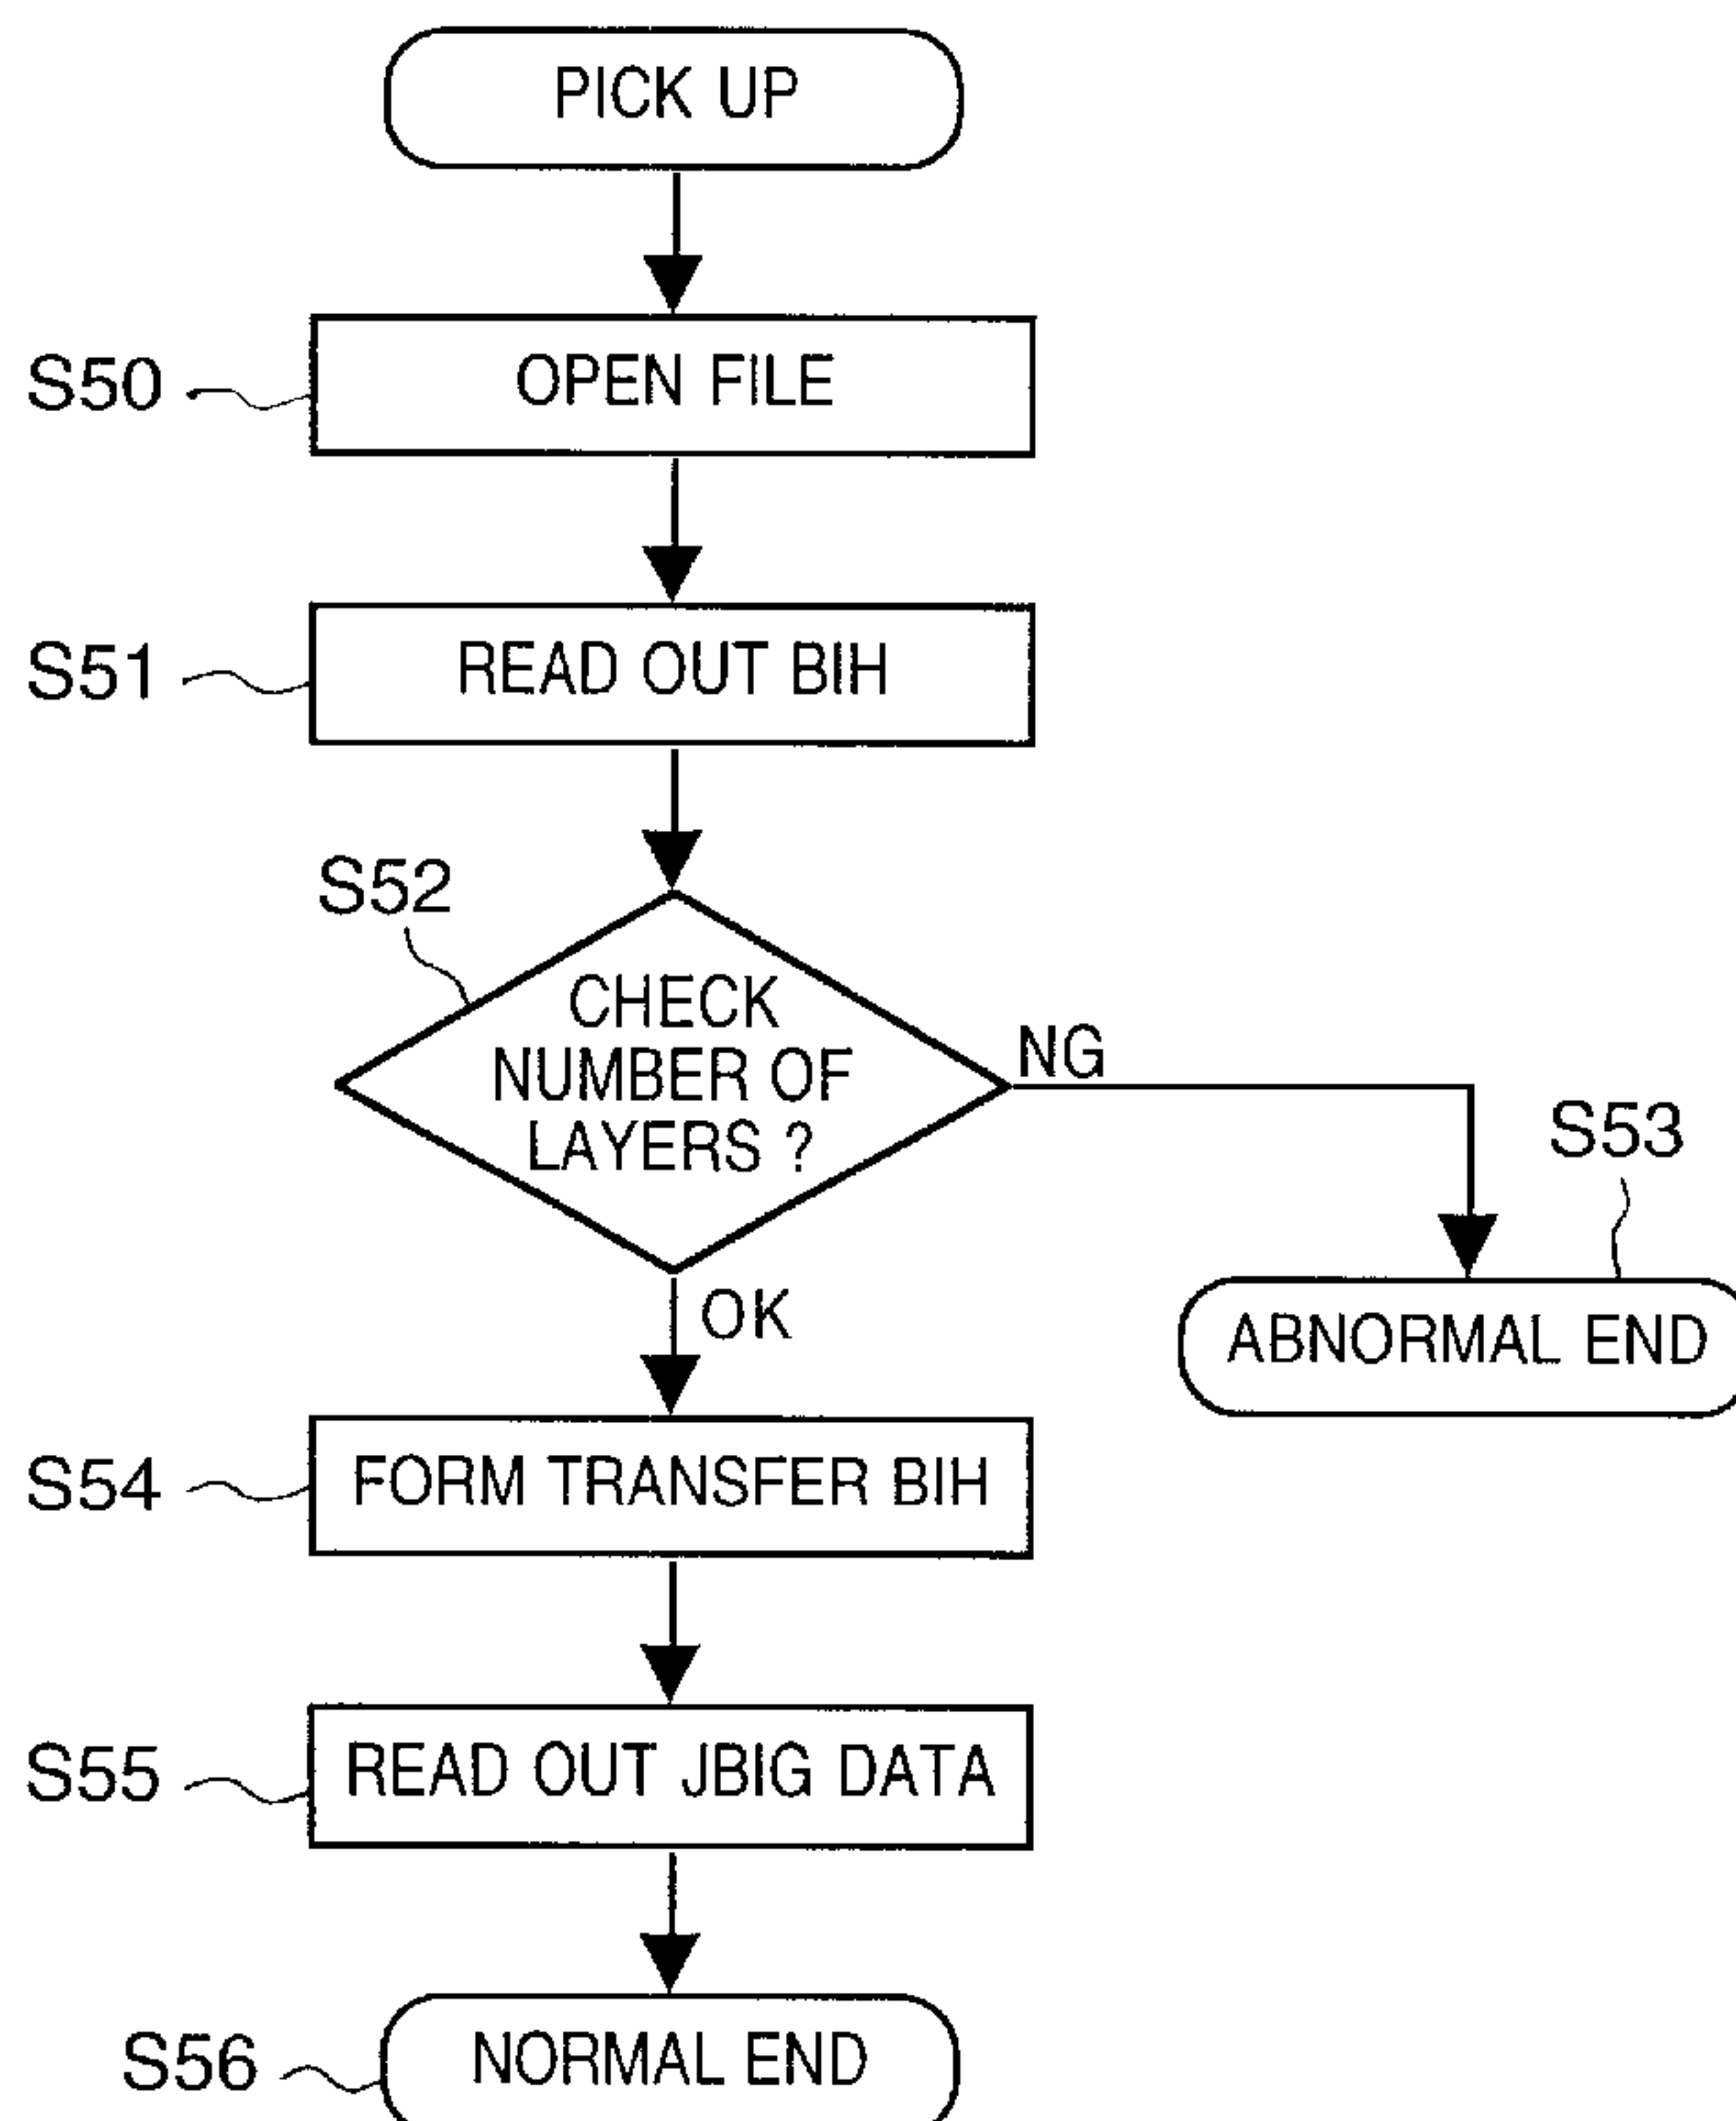 PICK UP
S50
OPEN FILE
S51
READ OUT BIH
S52
CHECK
NUMBER OF
LAYERS ?
NG
S53
ABNORMAL END
OK
S54
FORM TRANSFER BIH
S55
READ OUT JBIG DATA
S56
NORMAL END